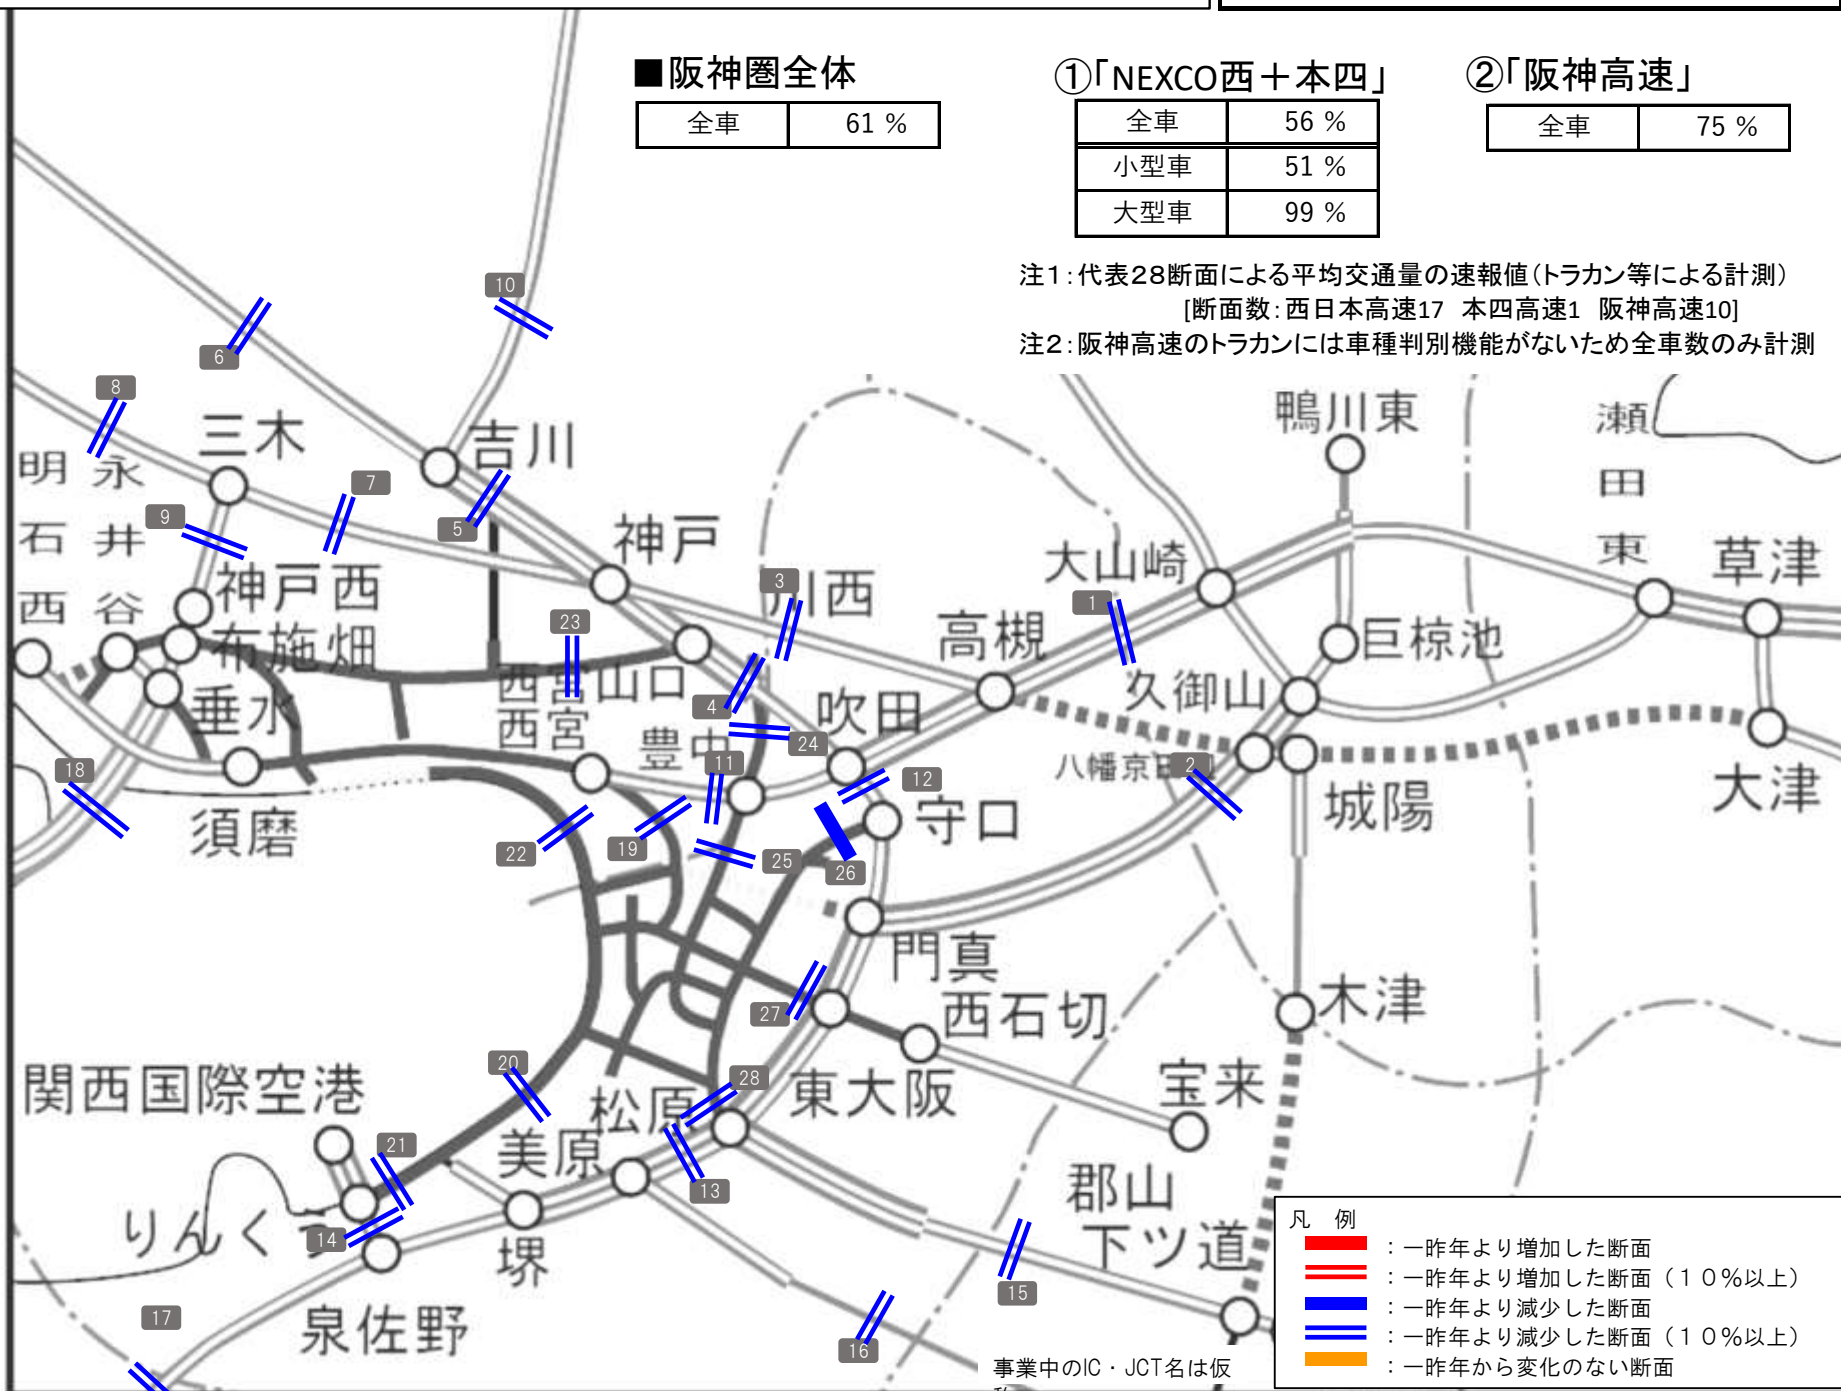 ■阪神圏全体
全車 61 %
①「NEXCO西＋本四」
全車 56 %
小型車 51 %
大型車 99 %
②「阪神高速」
全車 75 %
注1：代表28断面による平均交通量の速報値（トラカン等による計測）
[断面数：西日本高速17 本四高速1 阪神高速10]
注2：阪神高速のトラカンには車種判別機能がないため全車数のみ計測
10
6
8
三木
吉川
鴨川東
瀬田東
明石西
永井谷
7
9
5
神戸
大山崎
草津
神戸西
3
川西
1
布施畑
23
高槻
巨椋池
西宮山口
久御山
垂水
4
吹田
西宮
豊中
24
八幡京田辺
2
18
11
12
大津
須磨
守口
城陽
22
19
25
26
門真
27
西石切
木津
関西国際空港
20
松原
28
東大阪
宝来
21
美原
13
郡山下ツ道
りんくう
14
堺
15
17
泉佐野
16
事業中のIC・JCT名は仮
凡 例
：一昨年より増加した断面
：一昨年より増加した断面（１０％以上）
：一昨年より減少した断面
：一昨年より減少した断面（１０％以上）
：一昨年から変化のない断面